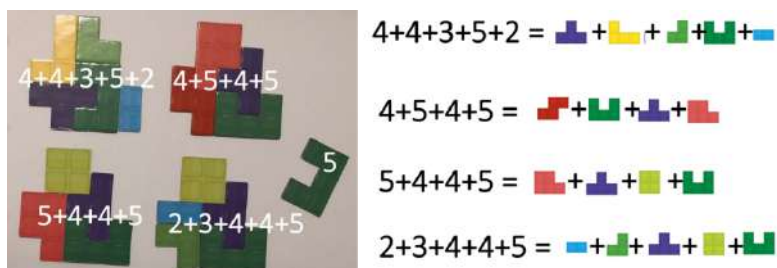 4+4+3+5+2
4+5+4+5
5
5+4+4+5
2+3+4+4+5
4+4+3+5+2 = + + + +
4+5+4+5 = + + +
5+4+4+5 = + + +
2+3+4+4+5 = + + + +